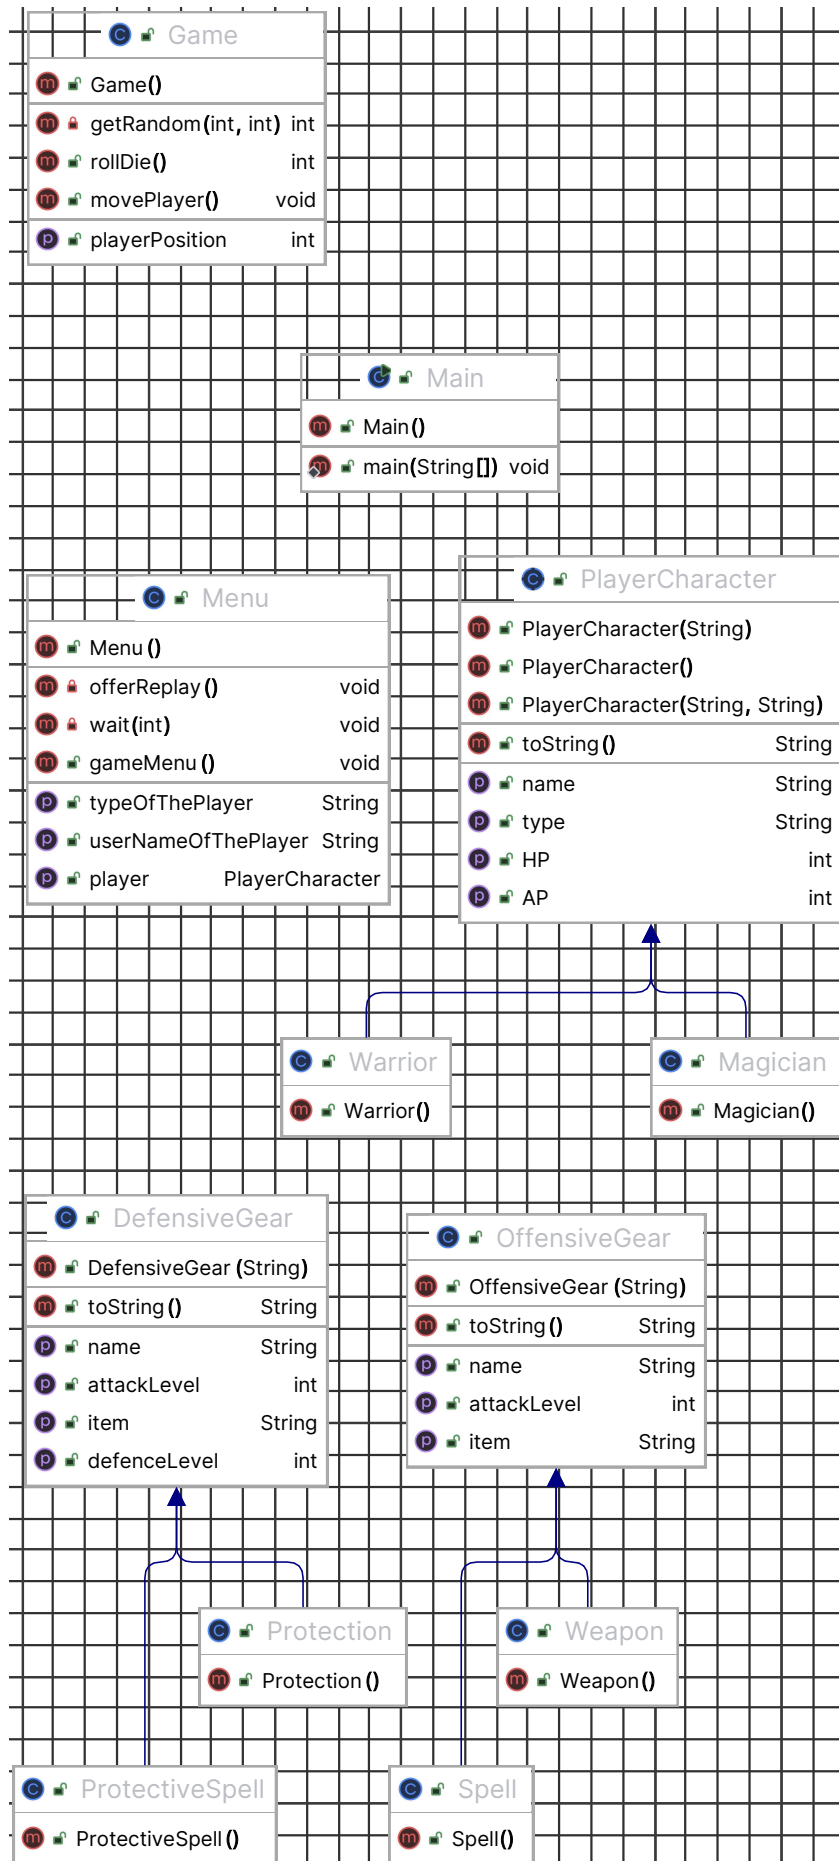 Game
Game()
getRandom(int, int) int
rollDie() int
movePlayer() void
playerPosition int
Main
Main()
main(String[]) void
Menu
Menu()
offerReplay() void
wait(int) void
gameMenu() void
typeOfThePlayer String
userNameOfThePlayer String
player PlayerCharacter
PlayerCharacter
PlayerCharacter(String)
PlayerCharacter()
PlayerCharacter(String, String)
toString() String
name String
type String
HP int
AP int
Warrior
Warrior()
Magician
Magician()
DefensiveGear
DefensiveGear(String)
toString() String
name String
attackLevel int
item String
defenceLevel int
OffensiveGear
OffensiveGear(String)
toString() String
name String
attackLevel int
item String
Protection
Protection()
Weapon
Weapon()
ProtectiveSpell
ProtectiveSpell()
Spell
Spell()